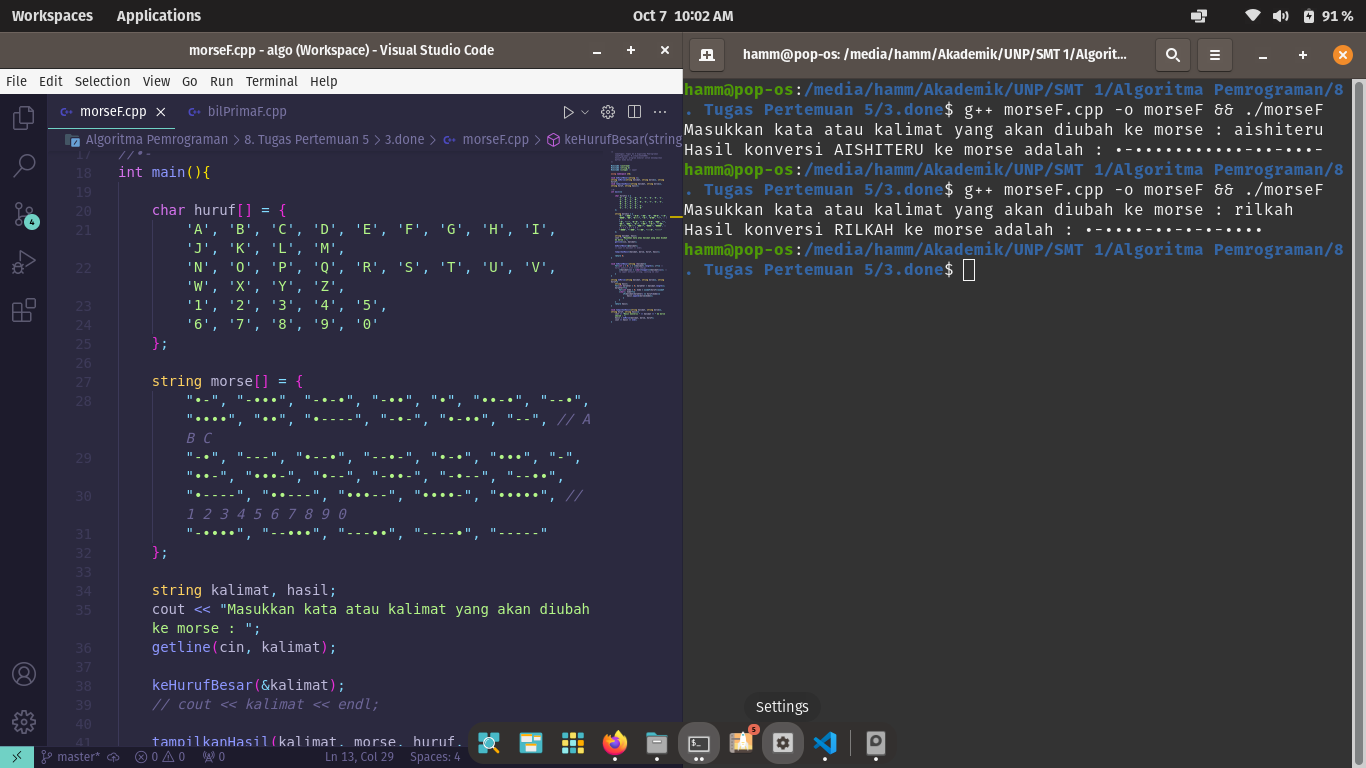 Workspaces Applications Oct 7 10:02 AM 91 %
morseF.cpp - algo (Workspace) - Visual Studio Code
File Edit Selection View Go Run Terminal Help
morseF.cpp bilPrimaF.cpp
Algoritma Pemrograman > 8. Tugas Pertemuan 5 > 3.done > morseF.cpp > keHurufBesar(string
17 //•-
18 int main(){
19
20 char huruf[] = {
21 'A', 'B', 'C', 'D', 'E', 'F', 'G', 'H', 'I',
'J', 'K', 'L', 'M',
22 'N', 'O', 'P', 'Q', 'R', 'S', 'T', 'U', 'V',
'W', 'X', 'Y', 'Z',
23 '1', '2', '3', '4', '5',
24 '6', '7', '8', '9', '0'
25 };
26
27 string morse[] = {
28 "•-", "-•••", "-•-•", "-••", "•", "••-•", "--•",
"••••", "••", "•----", "-•-", "•-••", "--", // A
B C
29 "-•", "---", "•--•", "--•-", "•-•", "•••", "-",
"••-", "•••-", "•--", "-••-", "-•--", "--••",
30 "•----", "••---", "•••--", "••••-", "•••••", //
1 2 3 4 5 6 7 8 9 0
31 "-••••", "--•••", "---••", "----•", "-----"
32 };
33
34 string kalimat, hasil;
35 cout << "Masukkan kata atau kalimat yang akan diubah
ke morse : ";
36 getline(cin, kalimat);
37
38 keHurufBesar(&kalimat);
39 // cout << kalimat << endl;
40
41 tampilkanHasil(kalimat, morse, huruf,
4
master* 0 0 0 Ln 13, Col 29 Spaces: 4
hamm@pop-os: /media/hamm/Akademik/UNP/SMT 1/Algorit...
hamm@pop-os:/media/hamm/Akademik/UNP/SMT 1/Algoritma Pemrograman/8
. Tugas Pertemuan 5/3.done$ g++ morseF.cpp -o morseF && ./morseF
Masukkan kata atau kalimat yang akan diubah ke morse : aishiteru
Hasil konversi AISHITERU ke morse adalah : •-•••••••••••-••-•••-
hamm@pop-os:/media/hamm/Akademik/UNP/SMT 1/Algoritma Pemrograman/8
. Tugas Pertemuan 5/3.done$ g++ morseF.cpp -o morseF && ./morseF
Masukkan kata atau kalimat yang akan diubah ke morse : rilkah
Hasil konversi RILKAH ke morse adalah : •-••••-••-•-•-••••
hamm@pop-os:/media/hamm/Akademik/UNP/SMT 1/Algoritma Pemrograman/8
. Tugas Pertemuan 5/3.done$
Settings
5